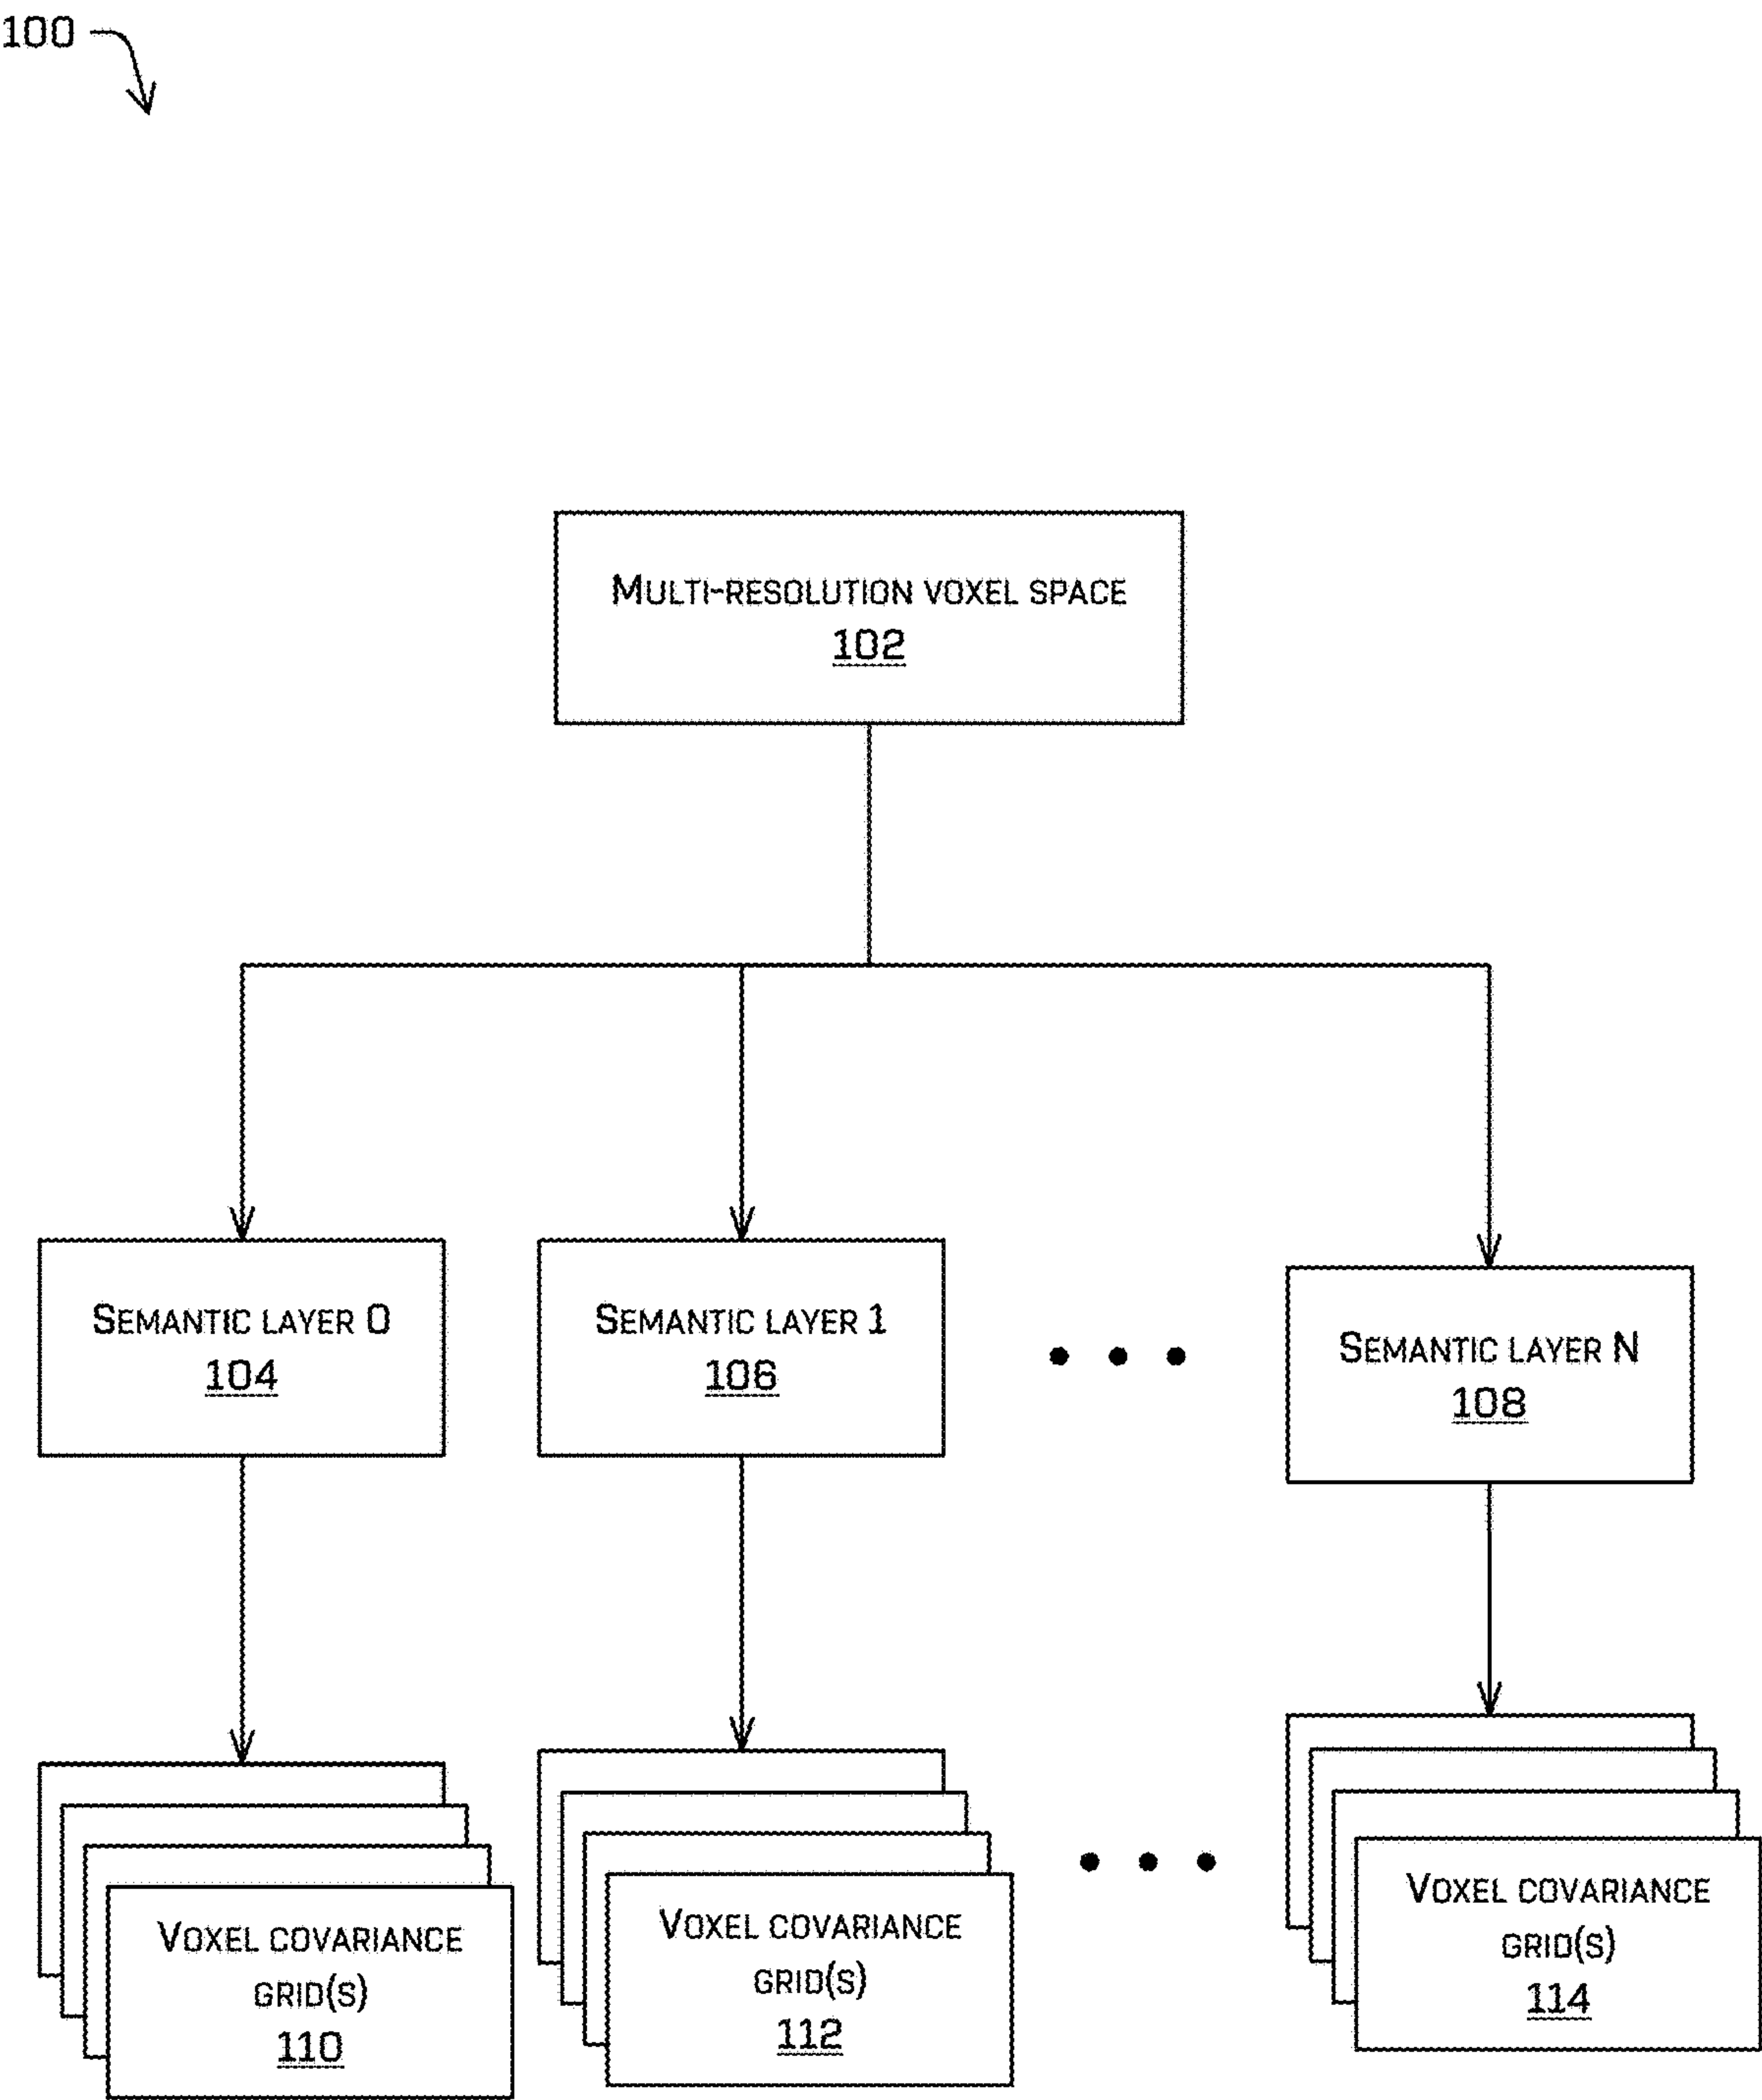 100
Multi-resolution voxel space
102
Semantic layer 0
104
Semantic layer 1
106
Semantic layer N
108
Voxel covariance
grid(s)
110
Voxel covariance
grid(s)
112
Voxel covariance
grid(s)
114